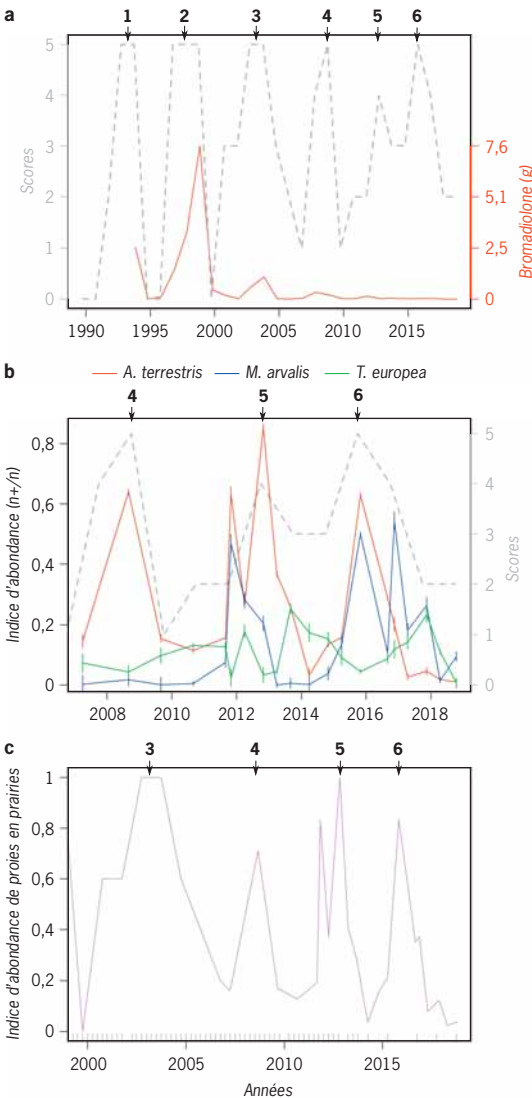 a
1 2 3 4 5 6
5
4
3
2
1
0
Scores
7,6
5,1
2,5
0
Bromadiolone (g)
1990 1995 2000 2005 2010 2015
b
A. terrestris M. arvalis T. europea
4 5 6
0,8
0,6
0,4
0,2
0
Indice d'abondance (n+/n)
5
4
3
2
1
0
Scores
2008 2010 2012 2014 2016 2018
c
3 4 5 6
1
0,8
0,6
0,4
0,2
0
Indice d'abondance de proies en prairies
2000 2005 2010 2015
Années